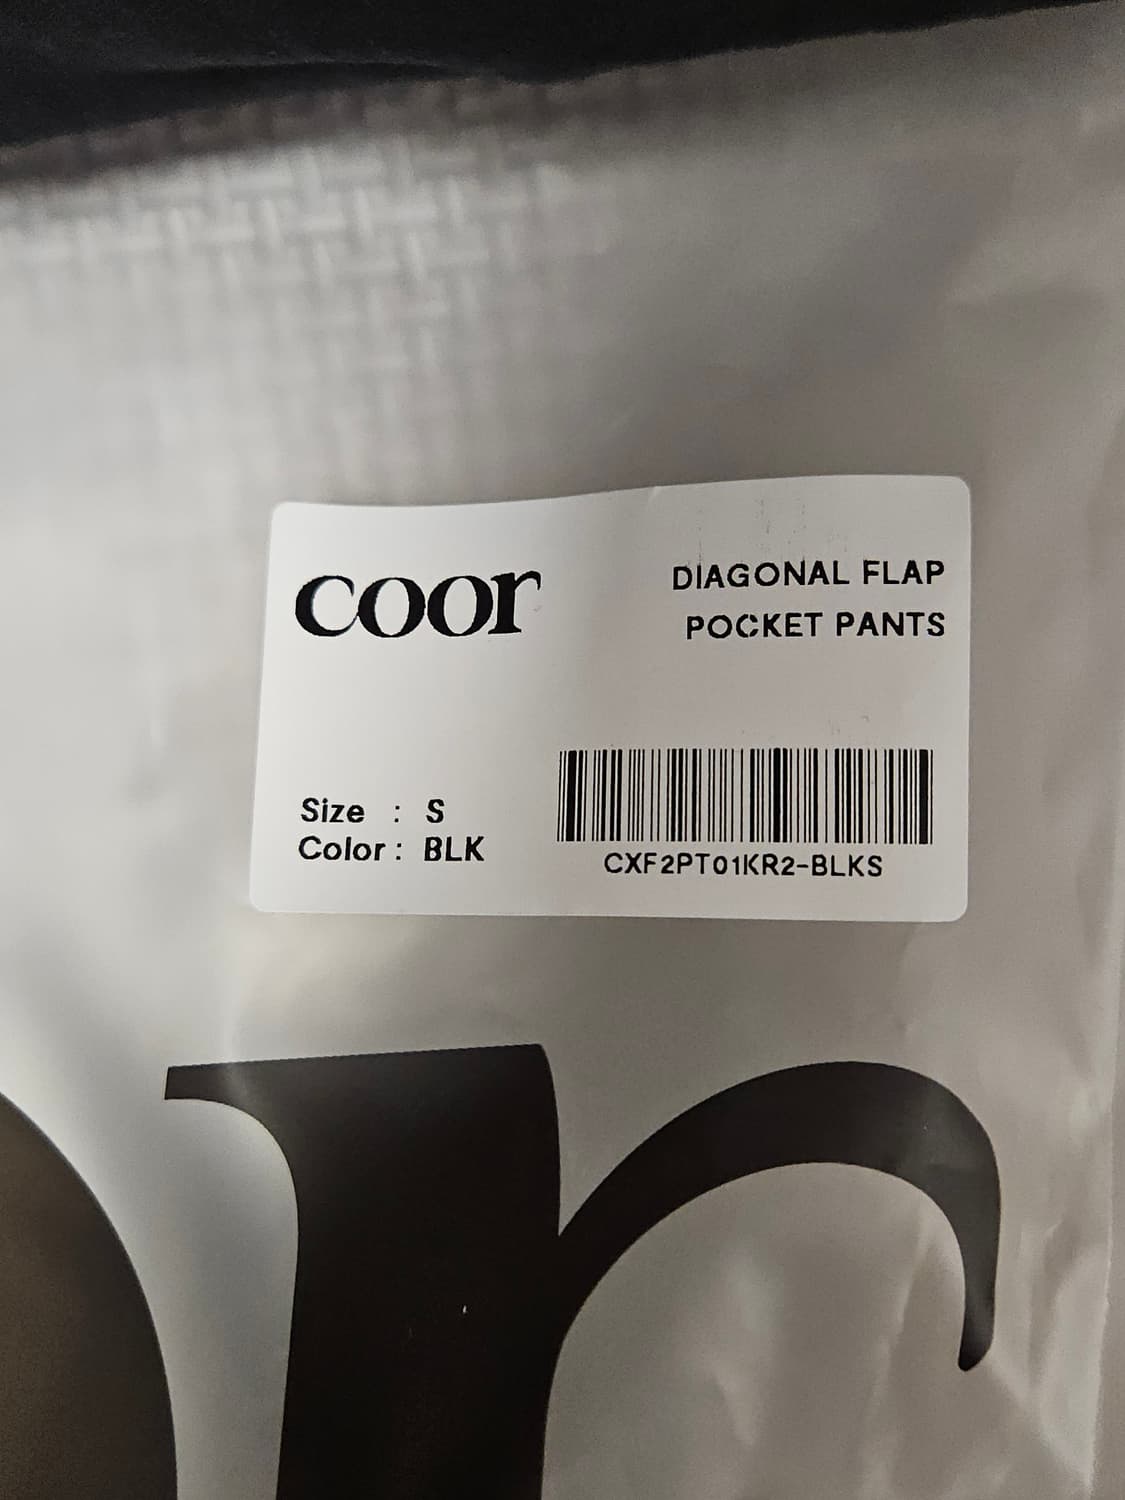 coor
DIAGONAL FLAP
POCKET PANTS
Size : S
Color : BLK
CXF2PT01KR2-BLKS
r